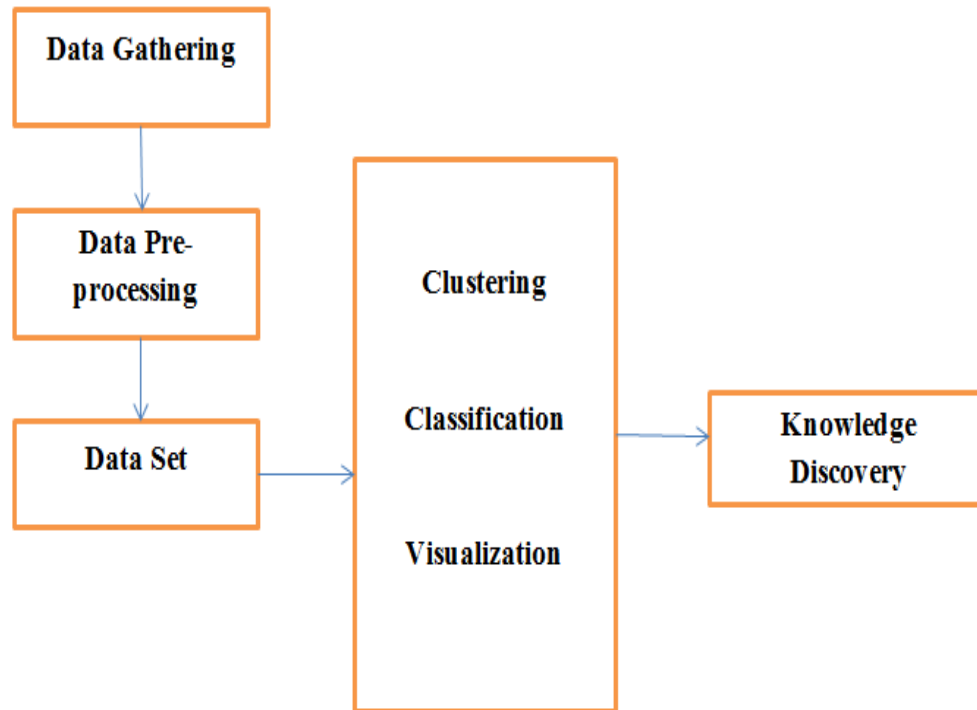 Data Gathering
Data Pre-
processing
Data Set
Clustering
Classification
Visualization
Knowledge
Discovery